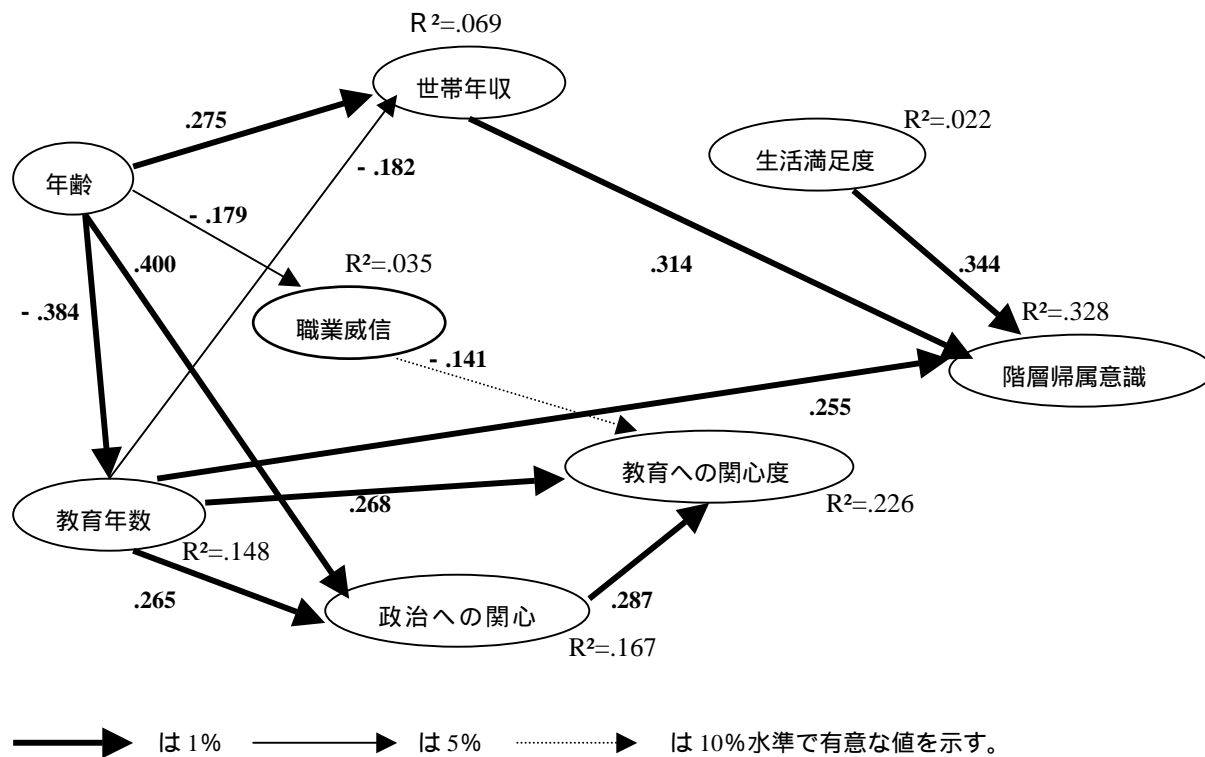 R²=.069
世帯年収
.275
R²=.022
生活満足度
- .182
年齢
- .179
.400
R²=.035
.314
.344
- .384
職業威信
R²=.328
- .141
階層帰属意識
.255
教育への関心度
.268
R²=.226
教育年数
R²=.148
.265
政治への関心
.287
R²=.167
は 1% は 5% は 10%水準で有意な値を示す。